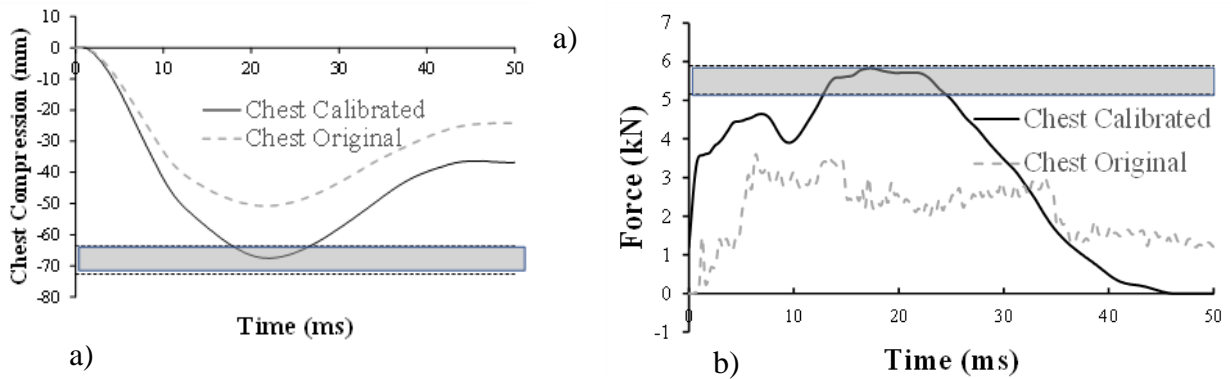 10
0
-10
-20
-30
-40
-50
-60
-70
-80
0 10 20 30 40 50
Chest Compression (mm)
Chest Calibrated
Chest Original
Time (ms)
a)
a)
7
6
5
4
3
2
1
0
-1
0 10 20 30 40 50
Force (kN)
Chest Calibrated
Chest Original
Time (ms)
b)